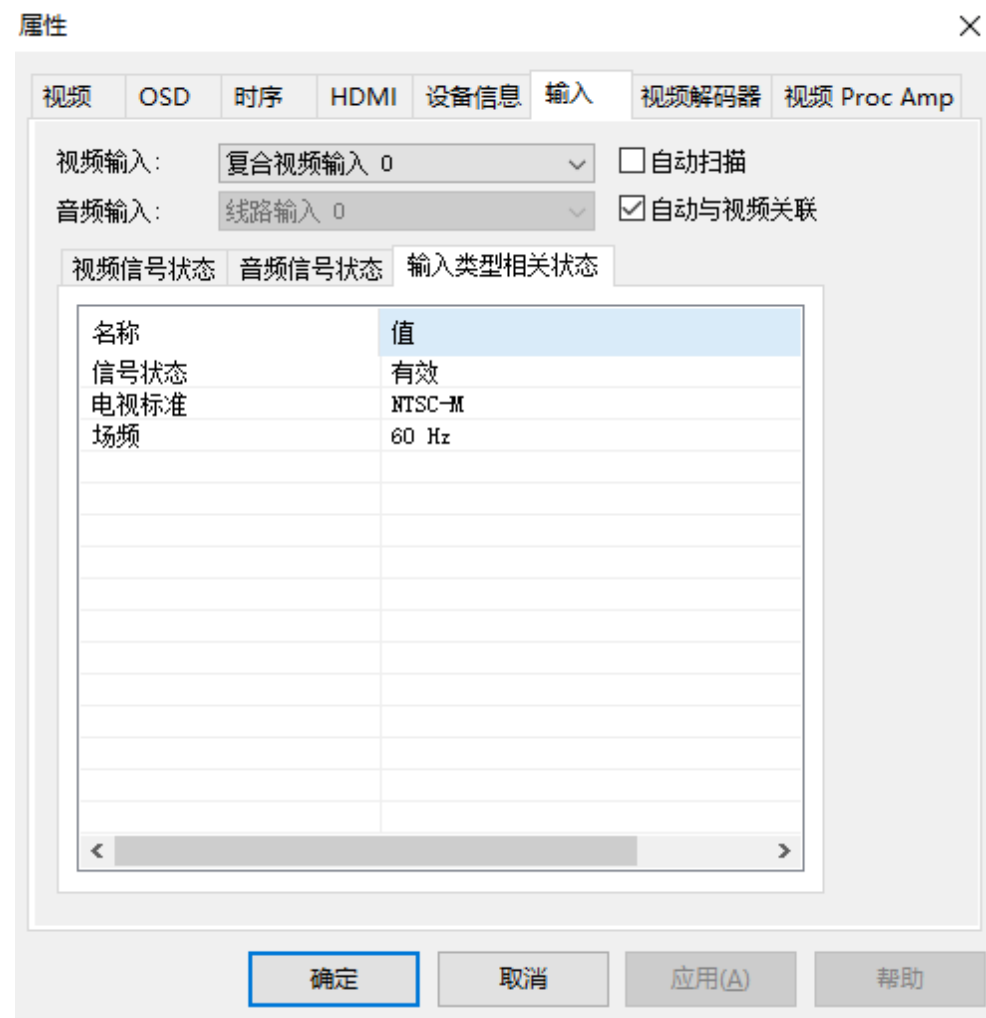 属性
视频 OSD 时序 HDMI 设备信息 输入 视频解码器 视频 Proc Amp
视频输入: 复合视频输入 0 自动扫描
音频输入: 线路输入 0 自动与视频关联
视频信号状态 音频信号状态 输入类型相关状态
名称 值
信号状态 有效
电视标准 NTSC-M
场频 60 Hz
确定 取消 应用(A) 帮助